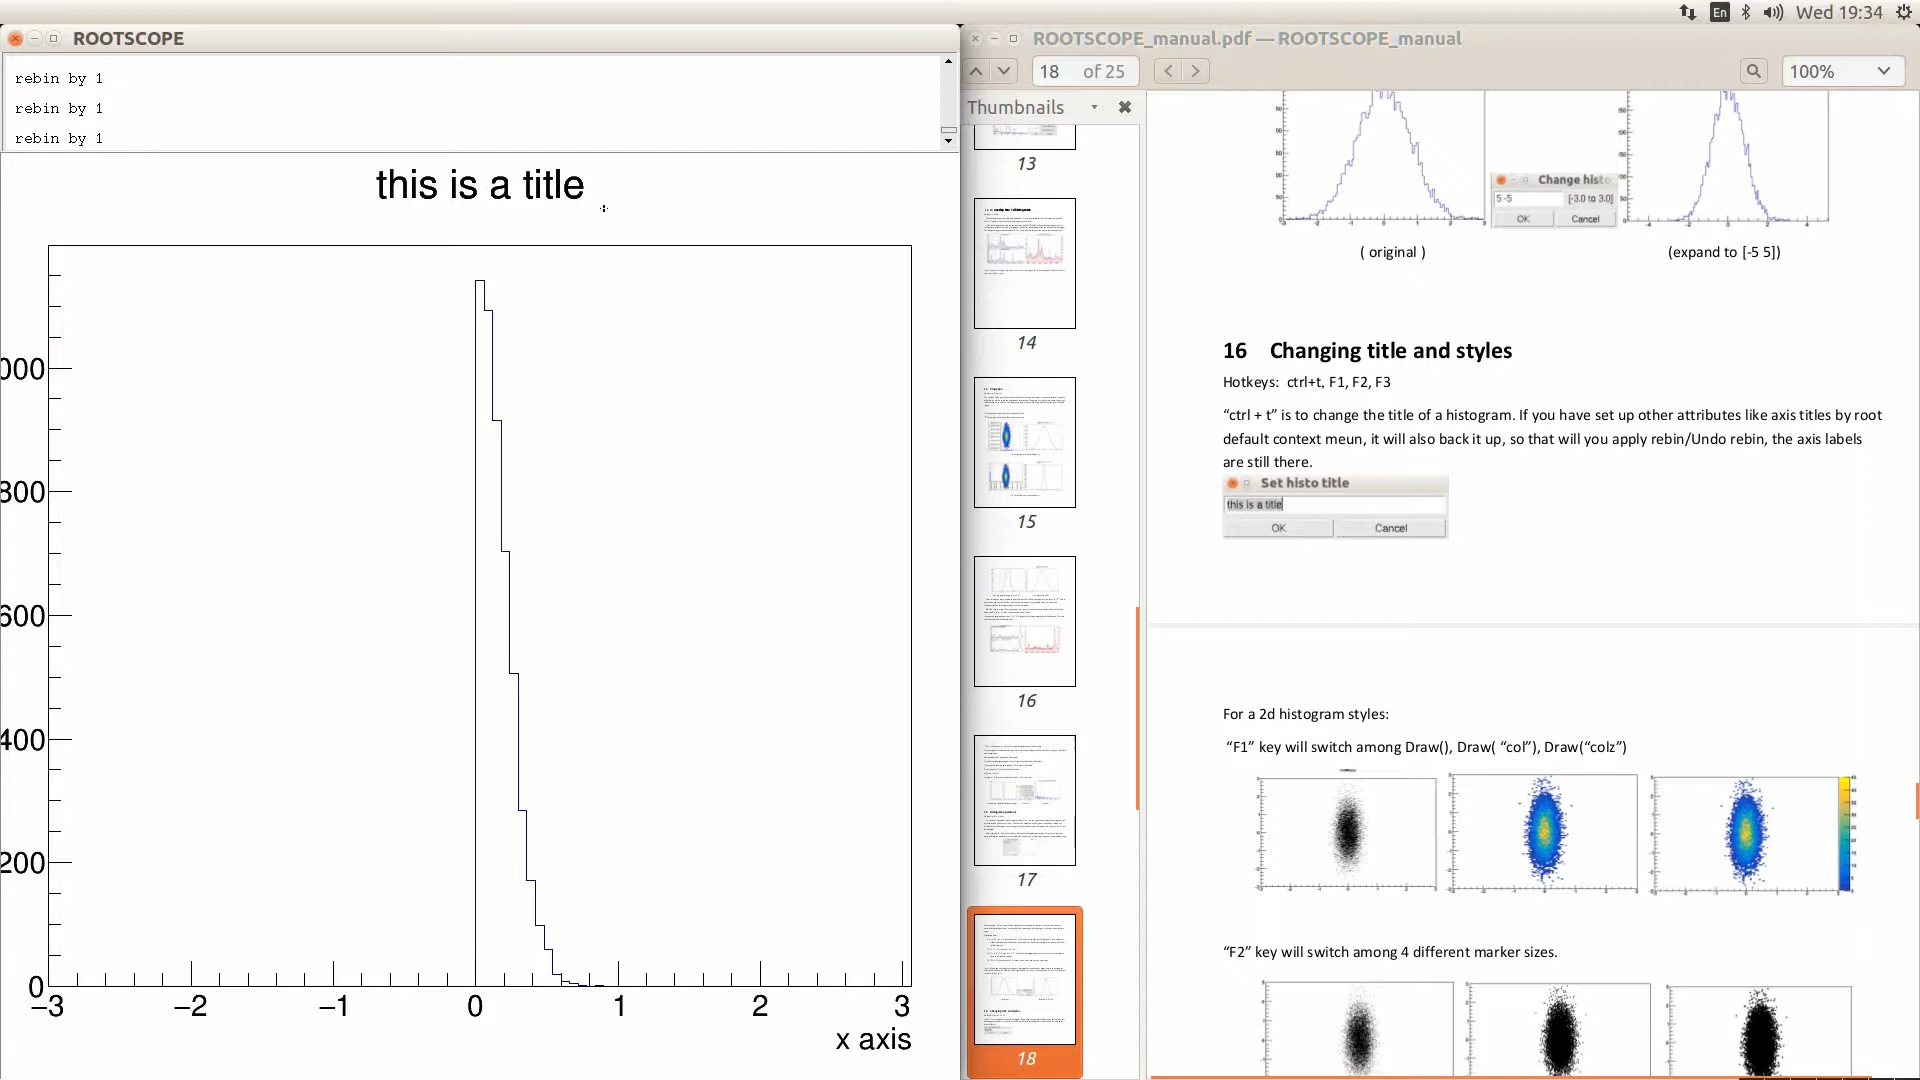 En
Wed 19:34
ROOTSCOPE
rebin by 1
rebin by 1
rebin by 1
this is a title
000
800
600
400
200
0
−3 −2 −1 0 1 2 3
x axis
ROOTSCOPE_manual.pdf — ROOTSCOPE_manual
18 of 25
100%
Thumbnails
13
14
15
16
17
18
Change histo
5 -5 [-3.0 to 3.0]
OK Cancel
( original ) (expand to [-5 5])
16 Changing title and styles
Hotkeys: ctrl+t, F1, F2, F3
“ctrl + t” is to change the title of a histogram. If you have set up other attributes like axis titles by root
default context meun, it will also back it up, so that will you apply rebin/Undo rebin, the axis labels
are still there.
Set histo title
this is a title
OK Cancel
For a 2d histogram styles:
“F1” key will switch among Draw(), Draw( “col”), Draw(“colz”)
“F2” key will switch among 4 different marker sizes.